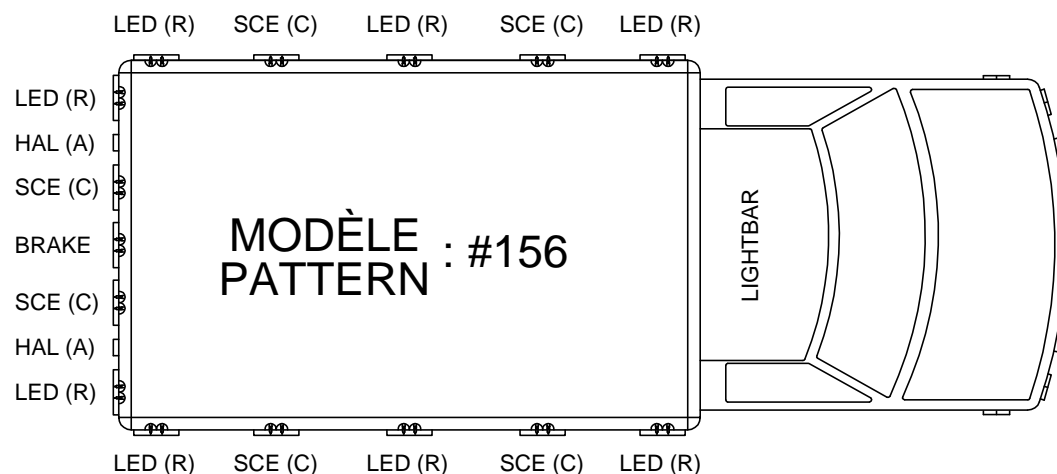 LED (R) SCE (C) LED (R) SCE (C) LED (R)
LED (R)
HAL (A)
SCE (C)
BRAKE
SCE (C)
HAL (A)
LED (R)
MODÈLE
PATTERN
: #156
LIGHTBAR
LED (R) SCE (C) LED (R) SCE (C) LED (R)